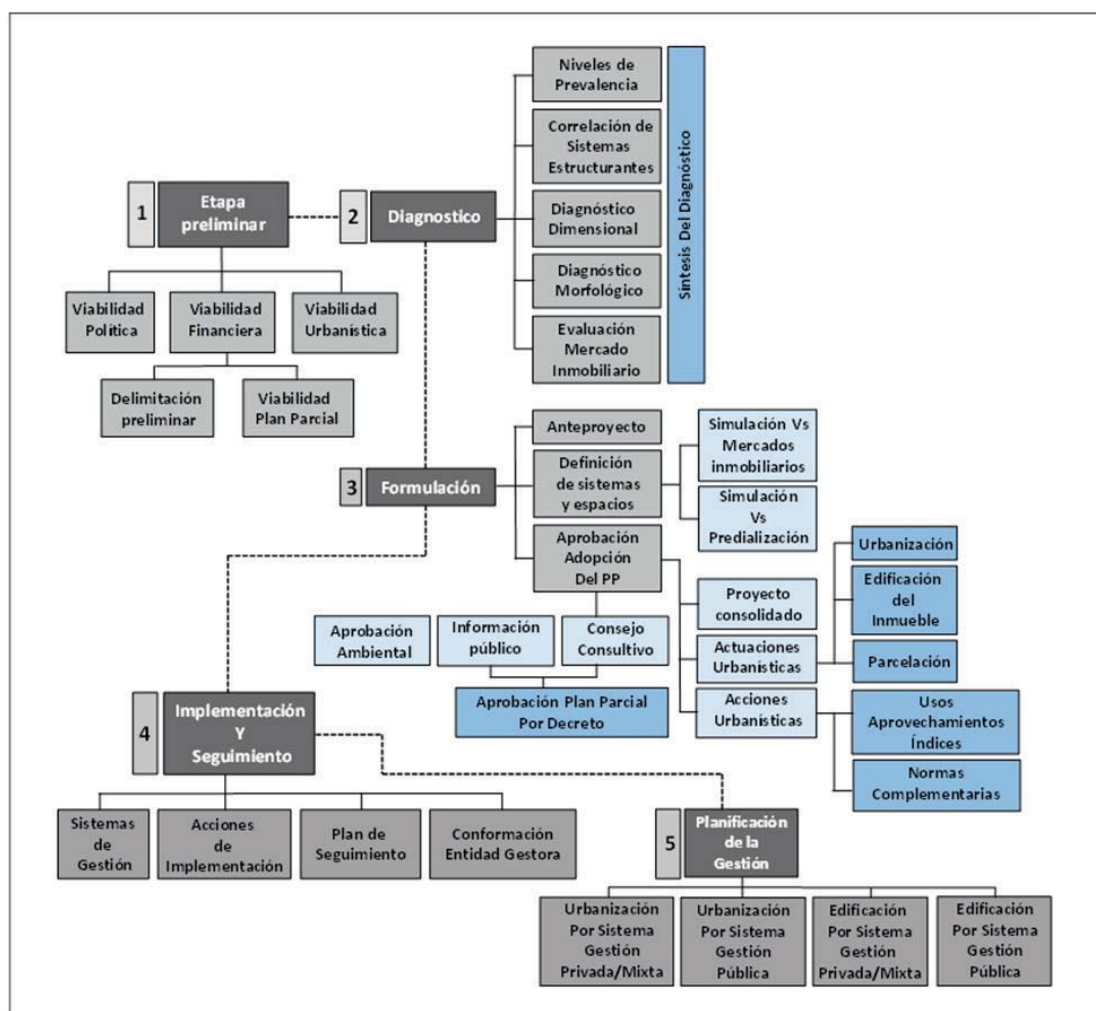 1
Etapa
preliminar
Viabilidad
Política
Viabilidad
Financiera
Viabilidad
Urbanística
Delimitación
preliminar
Viabilidad
Plan Parcial
2
Diagnostico
Niveles de
Prevalencia
Correlación de
Sistemas
Estructurantes
Diagnóstico
Dimensional
Diagnóstico
Morfológico
Evaluación
Mercado
Inmobiliario
Síntesis Del Diagnóstico
3
Formulación
Anteproyecto
Definición
de sistemas
y espacios
Aprobación
Adopción
Del PP
Simulación Vs
Mercados
inmobiliarios
Simulación
Vs
Predialización
Aprobación
Ambiental
Información
público
Consejo
Consultivo
Aprobación Plan Parcial
Por Decreto
Proyecto
consolidado
Actuaciones
Urbanísticas
Acciones
Urbanísticas
Urbanización
Edificación
del
Inmueble
Parcelación
Usos
Aprovechamientos
Índices
Normas
Complementarias
4
Implementación
Y
Seguimiento
Sistemas
de
Gestión
Acciones
de
Implementación
Plan de
Seguimiento
Conformación
Entidad Gestora
5
Planificación
de la
Gestión
Urbanización
Por Sistema
Gestión
Privada/Mixta
Urbanización
Por Sistema
Gestión
Pública
Edificación
Por Sistema
Gestión
Privada/Mixta
Edificación
Por Sistema
Gestión
Pública